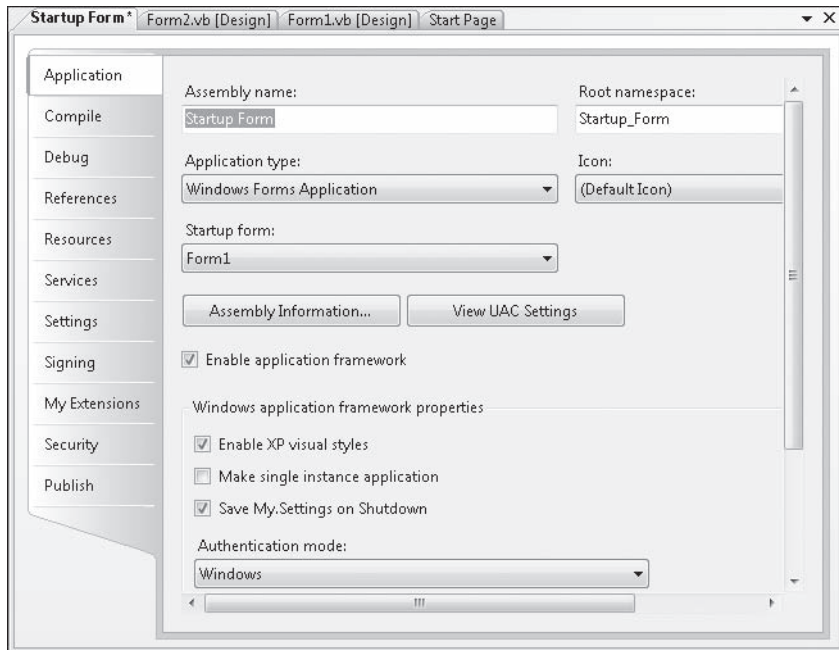 Startup Form* Form2.vb [Design] Form1.vb [Design] Start Page
Application
Compile
Debug
References
Resources
Services
Settings
Signing
My Extensions
Security
Publish
Assembly name: Root namespace:
Startup Form Startup_Form
Application type: Icon:
Windows Forms Application (Default Icon)
Startup form:
Form1
Assembly Information... View UAC Settings
Enable application framework
Windows application framework properties
Enable XP visual styles
Make single instance application
Save My.Settings on Shutdown
Authentication mode:
Windows